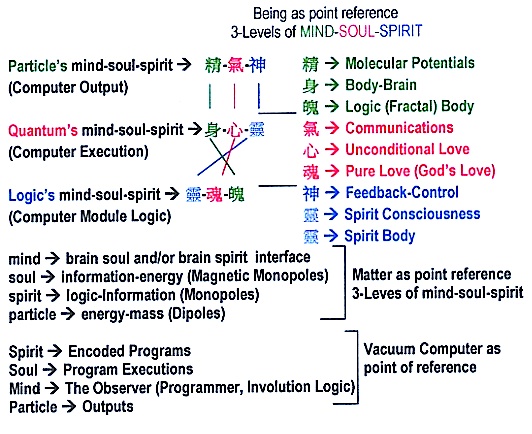 Being as point reference
3-Levels of MIND-SOUL-SPIRIT
Particle's mind-soul-spirit → 精-氣-神
(Computer Output)
Quantum's mind-soul-spirit → 身-心-靈
(Computer Execution)
Logic's mind-soul-spirit → 靈-魂-魄
(Computer Module Logic)
精 → Molecular Potentials
身 → Body-Brain
魄 → Logic (Fractal) Body
氣 → Communications
心 → Unconditional Love
魂 → Pure Love (God's Love)
神 → Feedback-Control
靈 → Spirit Consciousness
靈 → Spirit Body
mind → brain soul and/or brain spirit interface
soul → information-energy (Magnetic Monopoles)
spirit → logic-Information (Monopoles)
particle → energy-mass (Dipoles)
Matter as point reference
3-Leves of mind-soul-spirit
Spirit → Encoded Programs
Soul → Program Executions
Mind → The Observer (Programmer, Involution Logic)
Particle → Outputs
Vacuum Computer as
point of reference